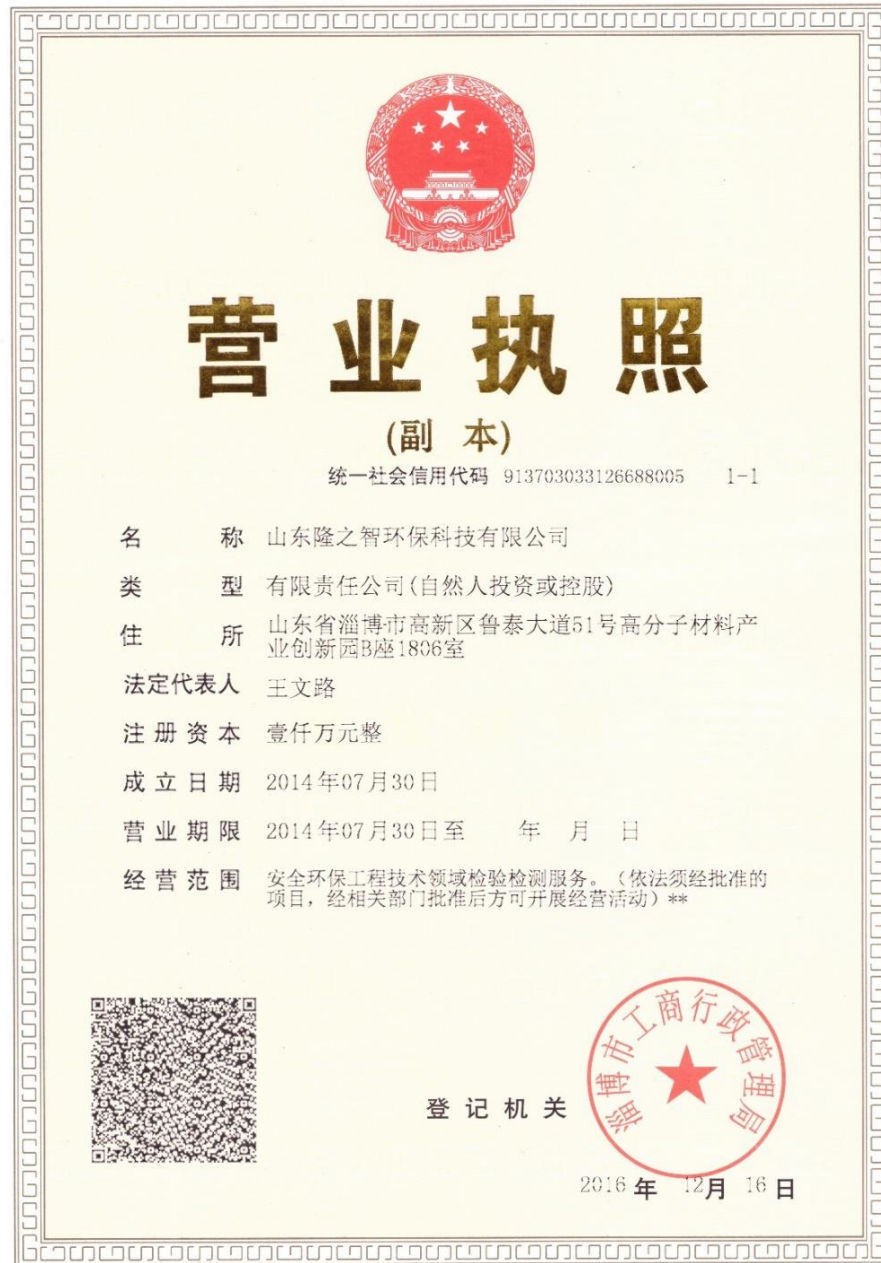 营业执照
(副 本)
统一社会信用代码 913703033126688005 1-1
名 称 山东隆之智环保科技有限公司
类 型 有限责任公司(自然人投资或控股)
住 所 山东省淄博市高新区鲁泰大道51号高分子材料产
业创新园B座1806室
法定代表人 王文路
注册资本 壹仟万元整
成立日期 2014年07月30日
营业期限 2014年07月30日至 年 月 日
经营范围 安全环保工程技术领域检验检测服务。(依法须经批准的
项目,经相关部门批准后方可开展经营活动)**
淄博市工商行政管理局
登记机关
2016年 12月 16日